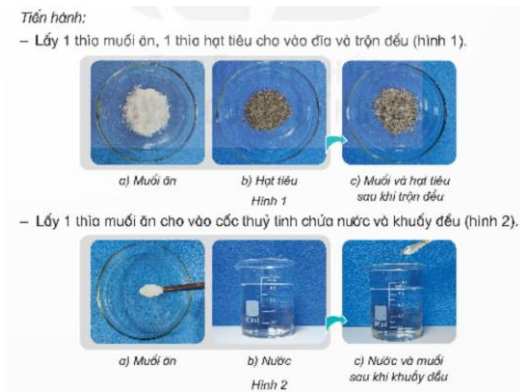 Tiến hành:
– Lấy 1 thìa muối ăn, 1 thìa hạt tiêu cho vào đĩa và trộn đều (hình 1).
a) Muối ăn
b) Hạt tiêu
c) Muối và hạt tiêu
sau khi trộn đều
Hình 1
– Lấy 1 thìa muối ăn cho vào cốc thuỷ tinh chứa nước và khuấy đều (hình 2).
a) Muối ăn
b) Nước
c) Nước và muối
sau khi khuấy đều
Hình 2